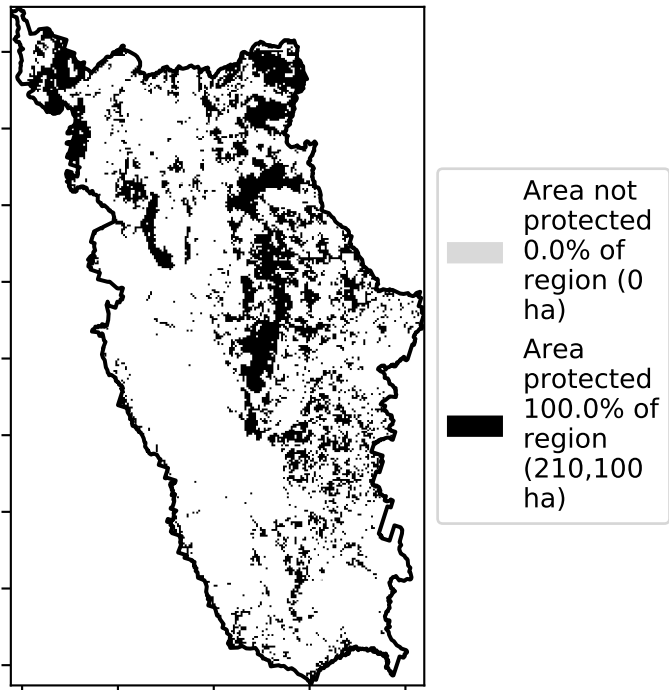 Area not
protected
0.0% of
region (0
ha)
Area
protected
100.0% of
region
(210,100
ha)